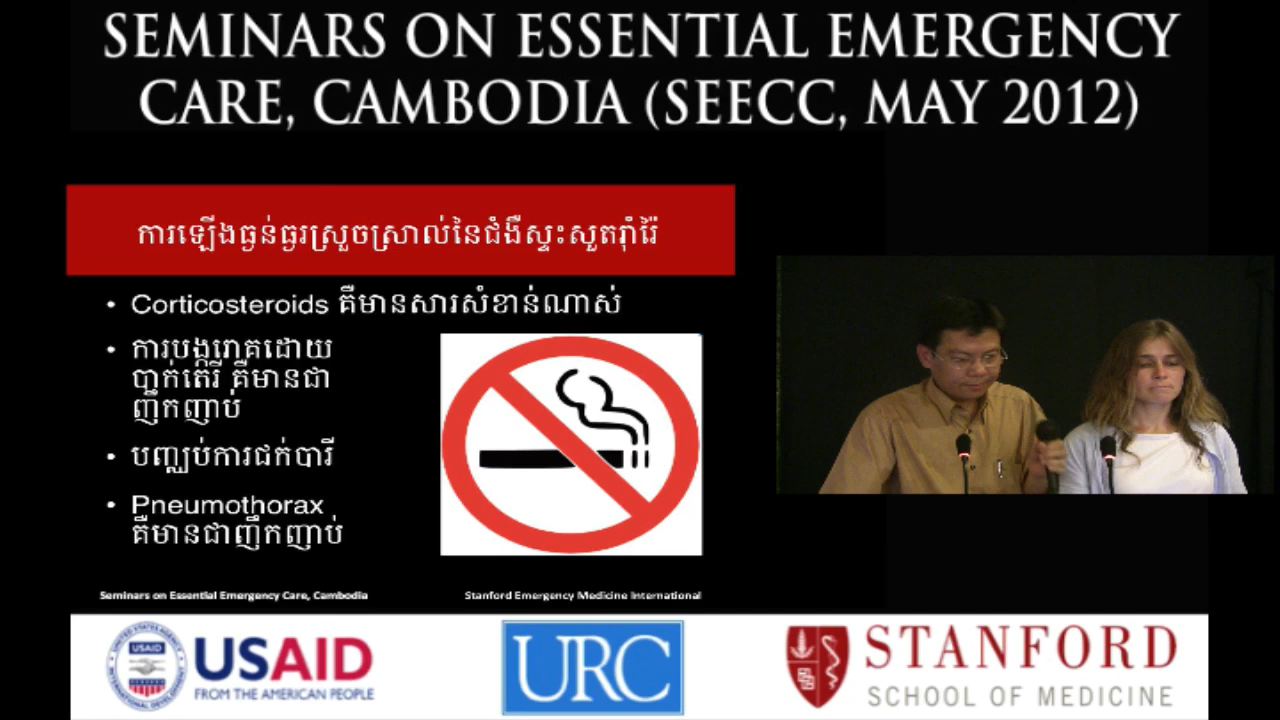 SEMINARS ON ESSENTIAL EMERGENCY
CARE, CAMBODIA (SEECC, MAY 2012)
ការឡើងធ្ងន់ធ្ងរស្រួចស្រាល់នៃជំងឺស្ទះសួតរ៉ាំរ៉ៃ
• Corticosteroids គឺមានសារសំខាន់ណាស់
• ការបង្ករោគដោយ
បាក់តេរី គឺមានជា
ញឹកញាប់
• បញ្ឈប់ការជក់បារី
• Pneumothorax
គឺមានជាញឹកញាប់
Seminars on Essential Emergency Care, Cambodia
Stanford Emergency Medicine International
USAID
USAID
FROM THE AMERICAN PEOPLE
URC
STANFORD
SCHOOL OF MEDICINE